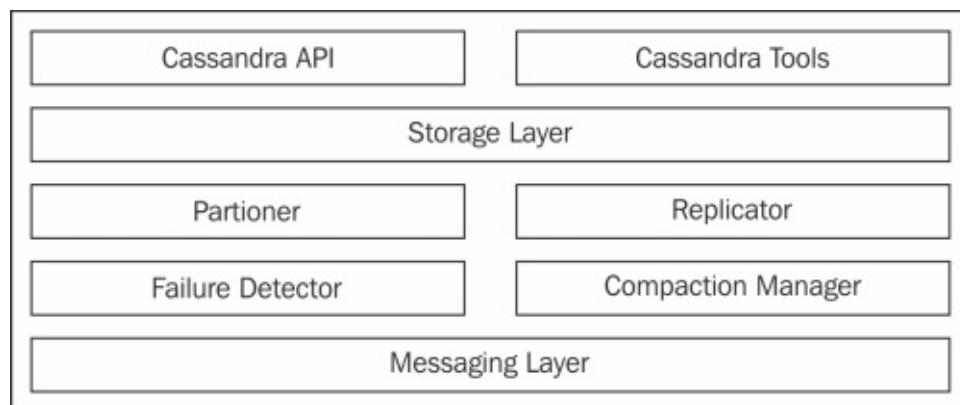 Cassandra API
Cassandra Tools
Storage Layer
Partioner
Replicator
Failure Detector
Compaction Manager
Messaging Layer